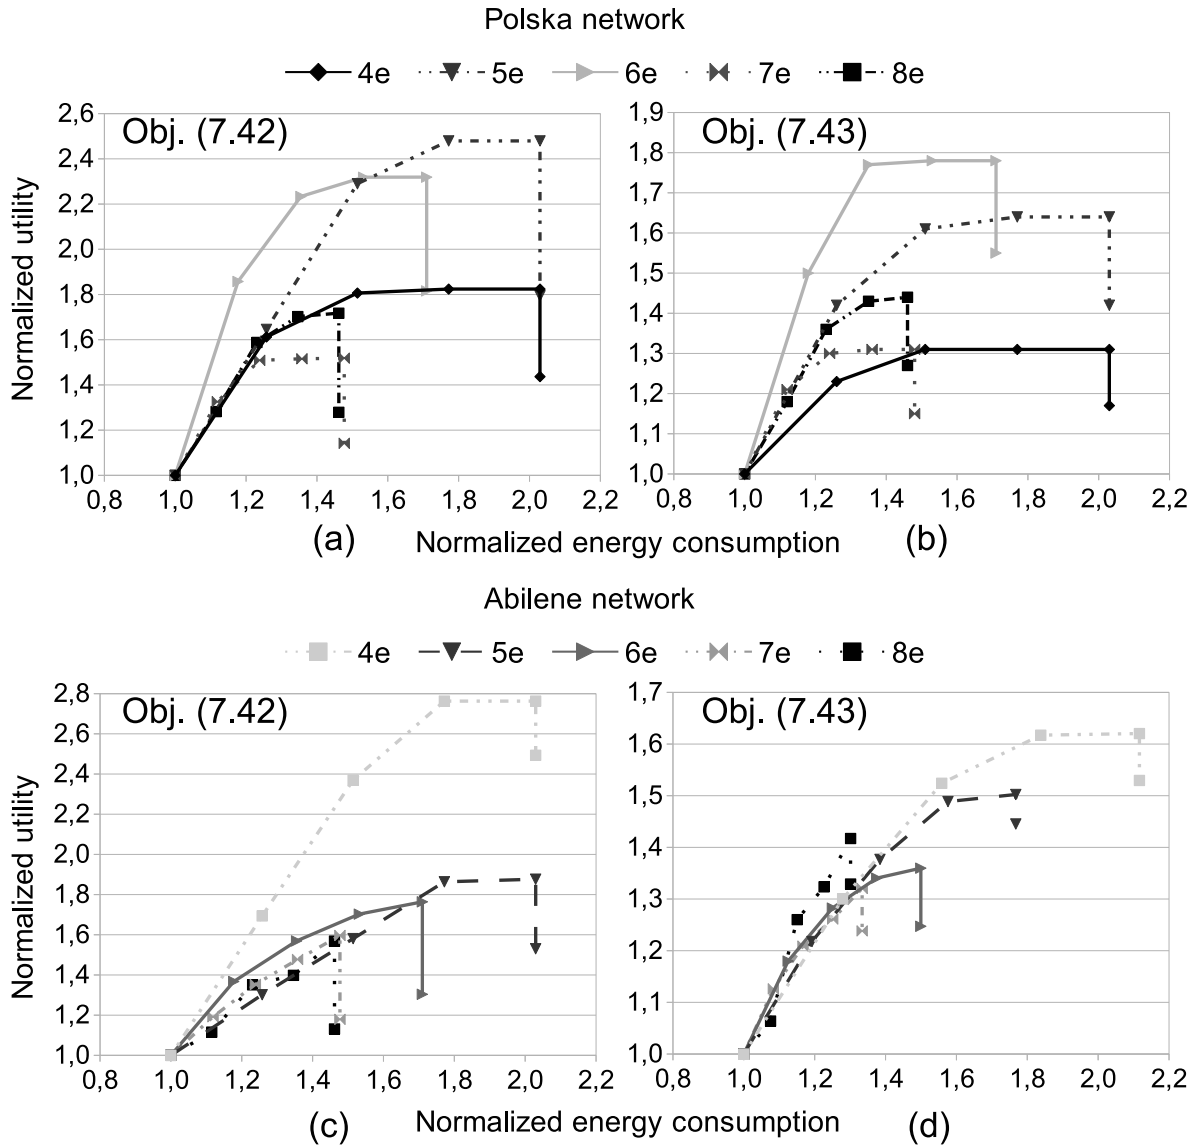 Polska network
4e 5e 6e 7e 8e
Obj. (7.42)
Normalized utility
2,6
2,4
2,2
2,0
1,8
1,6
1,4
1,2
1,0
0,8 1,0 1,2 1,4 1,6 1,8 2,0 2,2
(a)
Obj. (7.43)
1,9
1,8
1,7
1,6
1,5
1,4
1,3
1,2
1,1
1,0
0,8 1,0 1,2 1,4 1,6 1,8 2,0 2,2
(b)
Normalized energy consumption
Abilene network
4e 5e 6e 7e 8e
Obj. (7.42)
Normalized utility
2,8
2,6
2,4
2,2
2,0
1,8
1,6
1,4
1,2
1,0
0,8 1,0 1,2 1,4 1,6 1,8 2,0 2,2
(c)
Obj. (7.43)
1,7
1,6
1,5
1,4
1,3
1,2
1,1
1,0
0,8 1,0 1,2 1,4 1,6 1,8 2,0 2,2
(d)
Normalized energy consumption